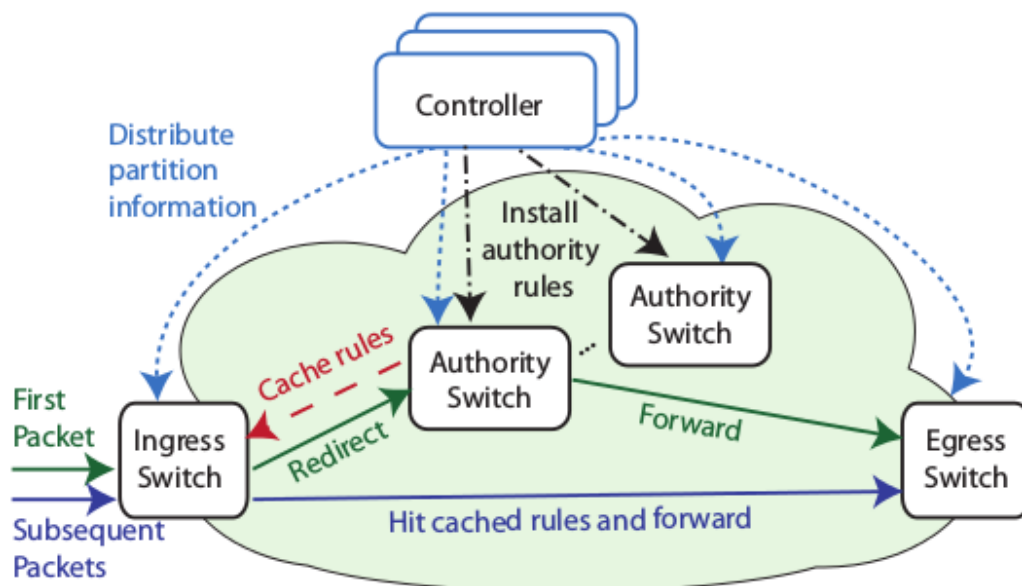 Controller
Distribute
partition
information
Install
authority
rules
Authority
Switch
Authority
Switch
Cache rules
Redirect
Forward
First
Packet
Ingress
Switch
Egress
Switch
Hit cached rules and forward
Subsequent
Packets